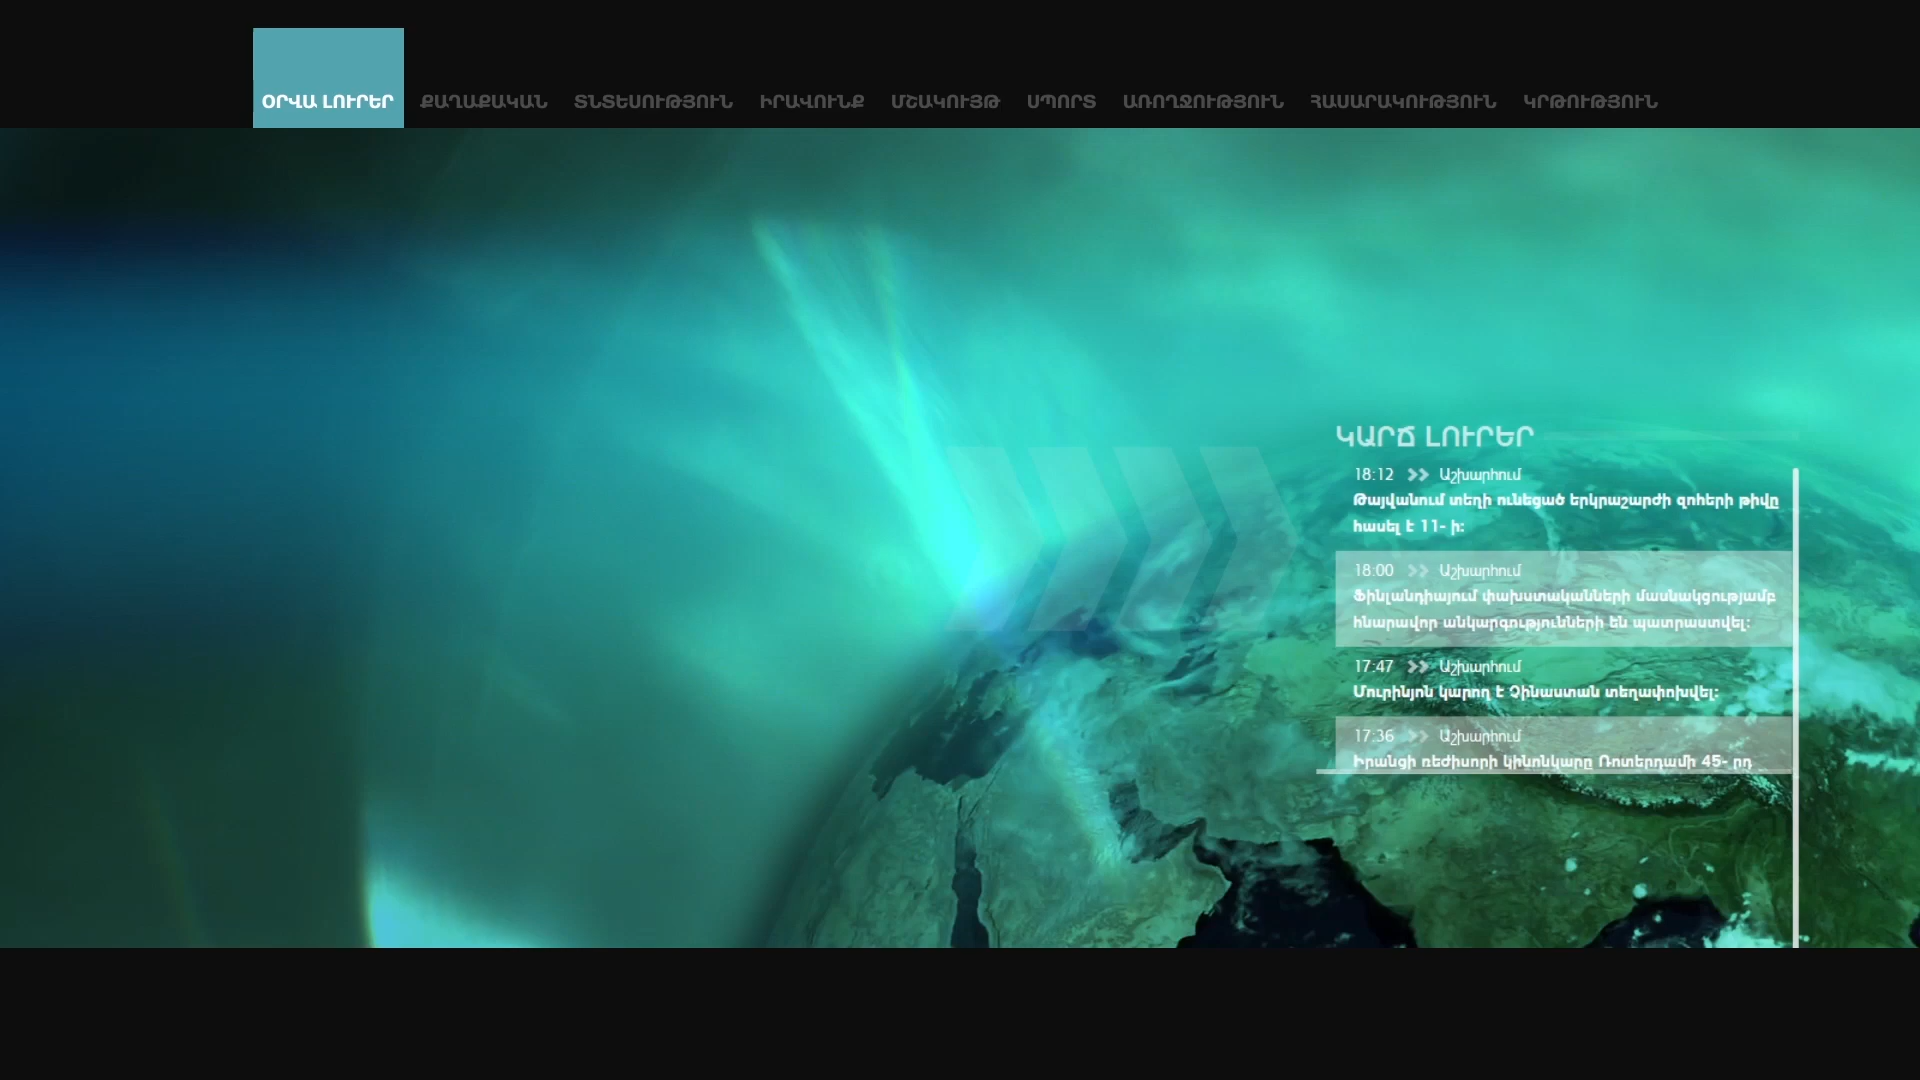 ՕՐՎԱ ԼՈՒՐԵՐ ՔԱՂԱՔԱԿԱՆ ՏՆՏԵՍՈՒԹՅՈՒՆ ԻՐԱՎՈՒՆՔ ՄՇԱԿՈՒՅԹ ՍՊՈՐՏ ԱՌՈՂՋՈՒԹՅՈՒՆ ՀԱՍԱՐԱԿՈՒԹՅՈՒՆ ԿՐԹՈՒԹՅՈՒՆ
ԿԱՐՃ ԼՈՒՐԵՐ
18:12 >> Աշխարհում
Թայվանում տեղի ունեցած երկրաշարժի զոհերի թիվը
հասել է 11- ի:
18:00 >> Աշխարհում
Ֆինլանդիայում փախստականների մասնակցությամբ
հնարավոր անկարգությունների են պատրաստվել:
17:47 >> Աշխարհում
Մուրինյոն կարող է Չինաստան տեղափոխվել:
17:36 >> Աշխարհում
Իրանցի ռեժիսորի կինոնկարը Ռոտերդամի 45- րդ